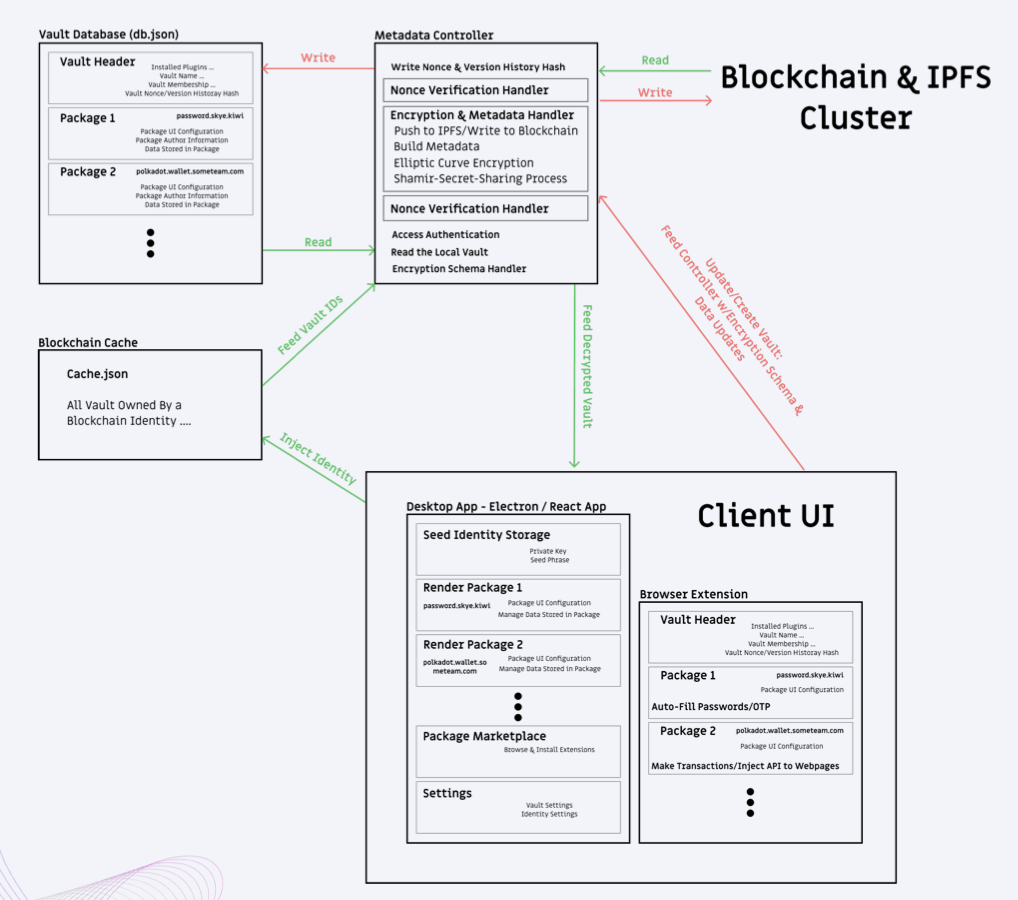 Vault Database (db.json)
Vault Header
Installed Plugins ...
Vault Name ...
Vault Membership ...
Vault Nonce/Version Historay Hash
Package 1
password.skye.kiwi
Package UI Configuration
Package Author Information
Data Stored in Package
Package 2
polkadot.wallet.someteam.com
Package UI Configuration
Package Author Information
Data Stored in Package
Write
Read
Metadata Controller
Write Nonce & Version History Hash
Nonce Verification Handler
Encryption & Metadata Handler
Push to IPFS/Write to Blockchain
Build Metadata
Elliptic Curve Encryption
Shamir-Secret-Sharing Process
Nonce Verification Handler
Access Authentication
Read the Local Vault
Encryption Schema Handler
Read
Write
Blockchain & IPFS
Cluster
Feed Vault IDs
Blockchain Cache
Cache.json
All Vault Owned By a
Blockchain Identity ....
Inject Identity
Feed Decrypted Vault
Update/Create Vault:
Feed Controller w/Encryption Schema &
Data Updates
Client UI
Desktop App - Electron / React App
Seed Identity Storage
Private Key
Seed Phrase
Render Package 1
password.skye.kiwi
Package UI Configuration
Manage Data Stored in Package
Render Package 2
polkadot.wallet.so
meteam.com
Package UI Configuration
Manage Data Stored in Package
Package Marketplace
Browse & Install Extensions
Settings
Vault Settings
Identity Settings
Browser Extension
Vault Header
Installed Plugins ...
Vault Name ...
Vault Membership ...
Vault Nonce/Version Historay Hash
Package 1
password.skye.kiwi
Package UI Configuration
Auto-Fill Passwords/OTP
Package 2
polkadot.wallet.someteam.com
Package UI Configuration
Make Transactions/Inject API to Webpages